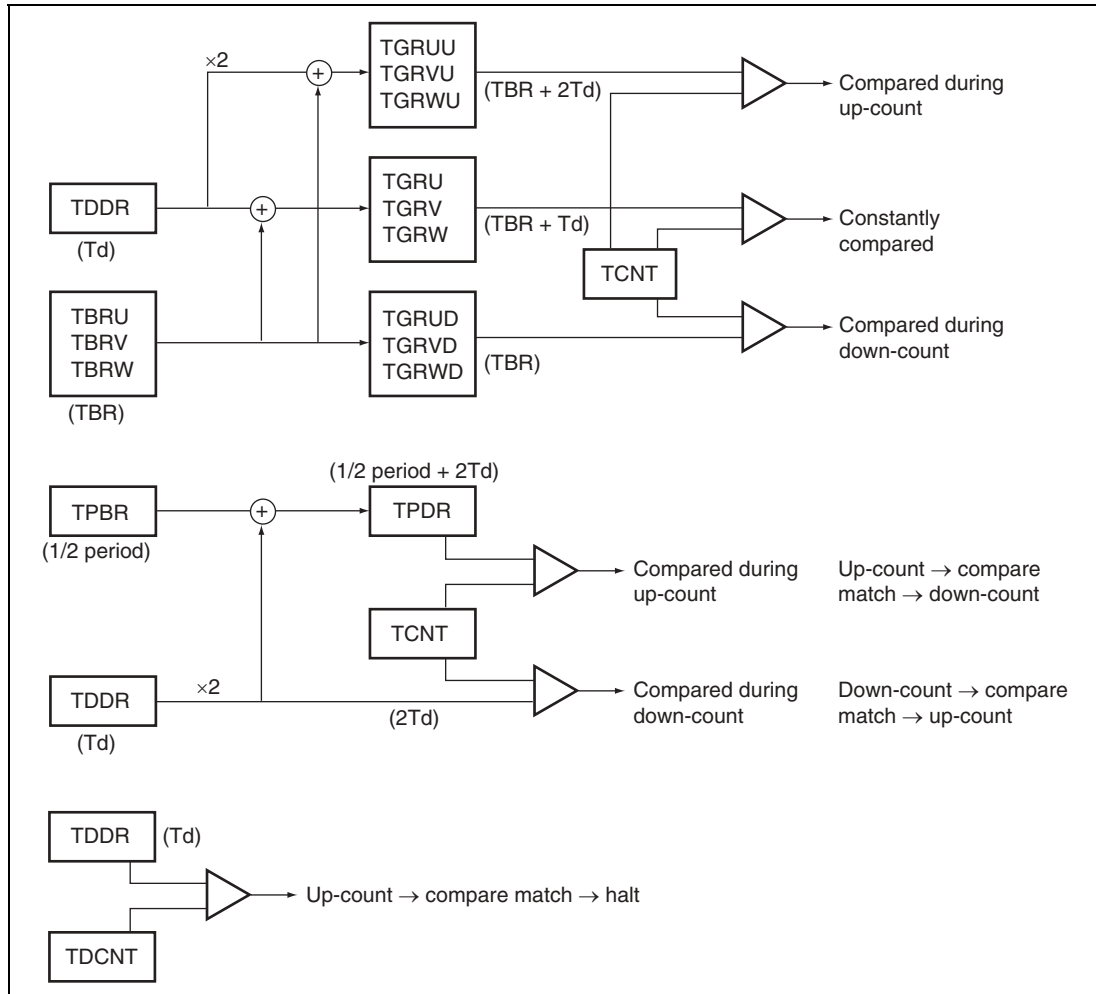 ×2
TGRUU
TGRVU
TGRWU
(TBR + 2Td)
Compared during
up-count
TDDR
(Td)
TGRU
TGRV
TGRW
(TBR + Td)
Constantly
compared
TCNT
TBRU
TBRV
TBRW
(TBR)
TGRUD
TGRVD
TGRWD
(TBR)
Compared during
down-count
(1/2 period + 2Td)
TPBR
(1/2 period)
TPDR
Compared during
up-count
Up-count → compare
match → down-count
TCNT
TDDR
(Td)
×2
(2Td)
Compared during
down-count
Down-count → compare
match → up-count
TDDR
(Td)
Up-count → compare match → halt
TDCNT
+
+
+